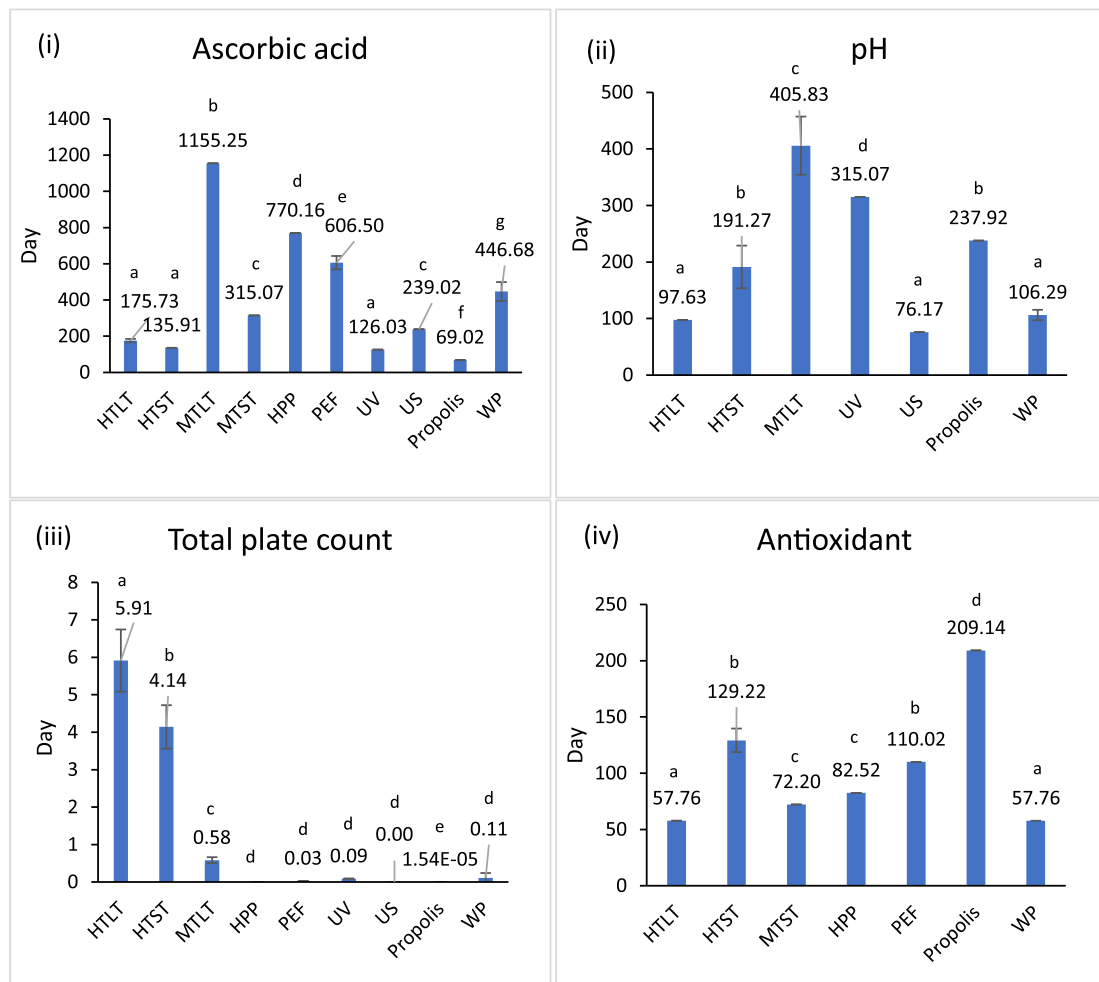 (i)
Ascorbic acid
Day
1400
1200
1000
800
600
400
200
0
a
175.73
a
135.91
b
1155.25
c
315.07
d
770.16
e
606.50
a
126.03
c
239.02
f
69.02
g
446.68
HTLT
HTST
MTLT
MTST
HPP
PEF
UV
US
Propolis
WP
(ii)
pH
Day
500
400
300
200
100
0
a
97.63
b
191.27
c
405.83
d
315.07
a
76.17
b
237.92
a
106.29
HTLT
HTST
MTLT
UV
US
Propolis
WP
(iii)
Total plate count
Day
8
7
6
5
4
3
2
1
0
a
5.91
b
4.14
c
0.58
d
d
0.03
d
0.09
d
0.00
e
1.54E-05
d
0.11
HTLT
HTST
MTLT
HPP
PEF
UV
US
Propolis
WP
(iv)
Antioxidant
Day
250
200
150
100
50
0
a
57.76
b
129.22
c
72.20
c
82.52
b
110.02
d
209.14
a
57.76
HTLT
HTST
MTST
HPP
PEF
Propolis
WP